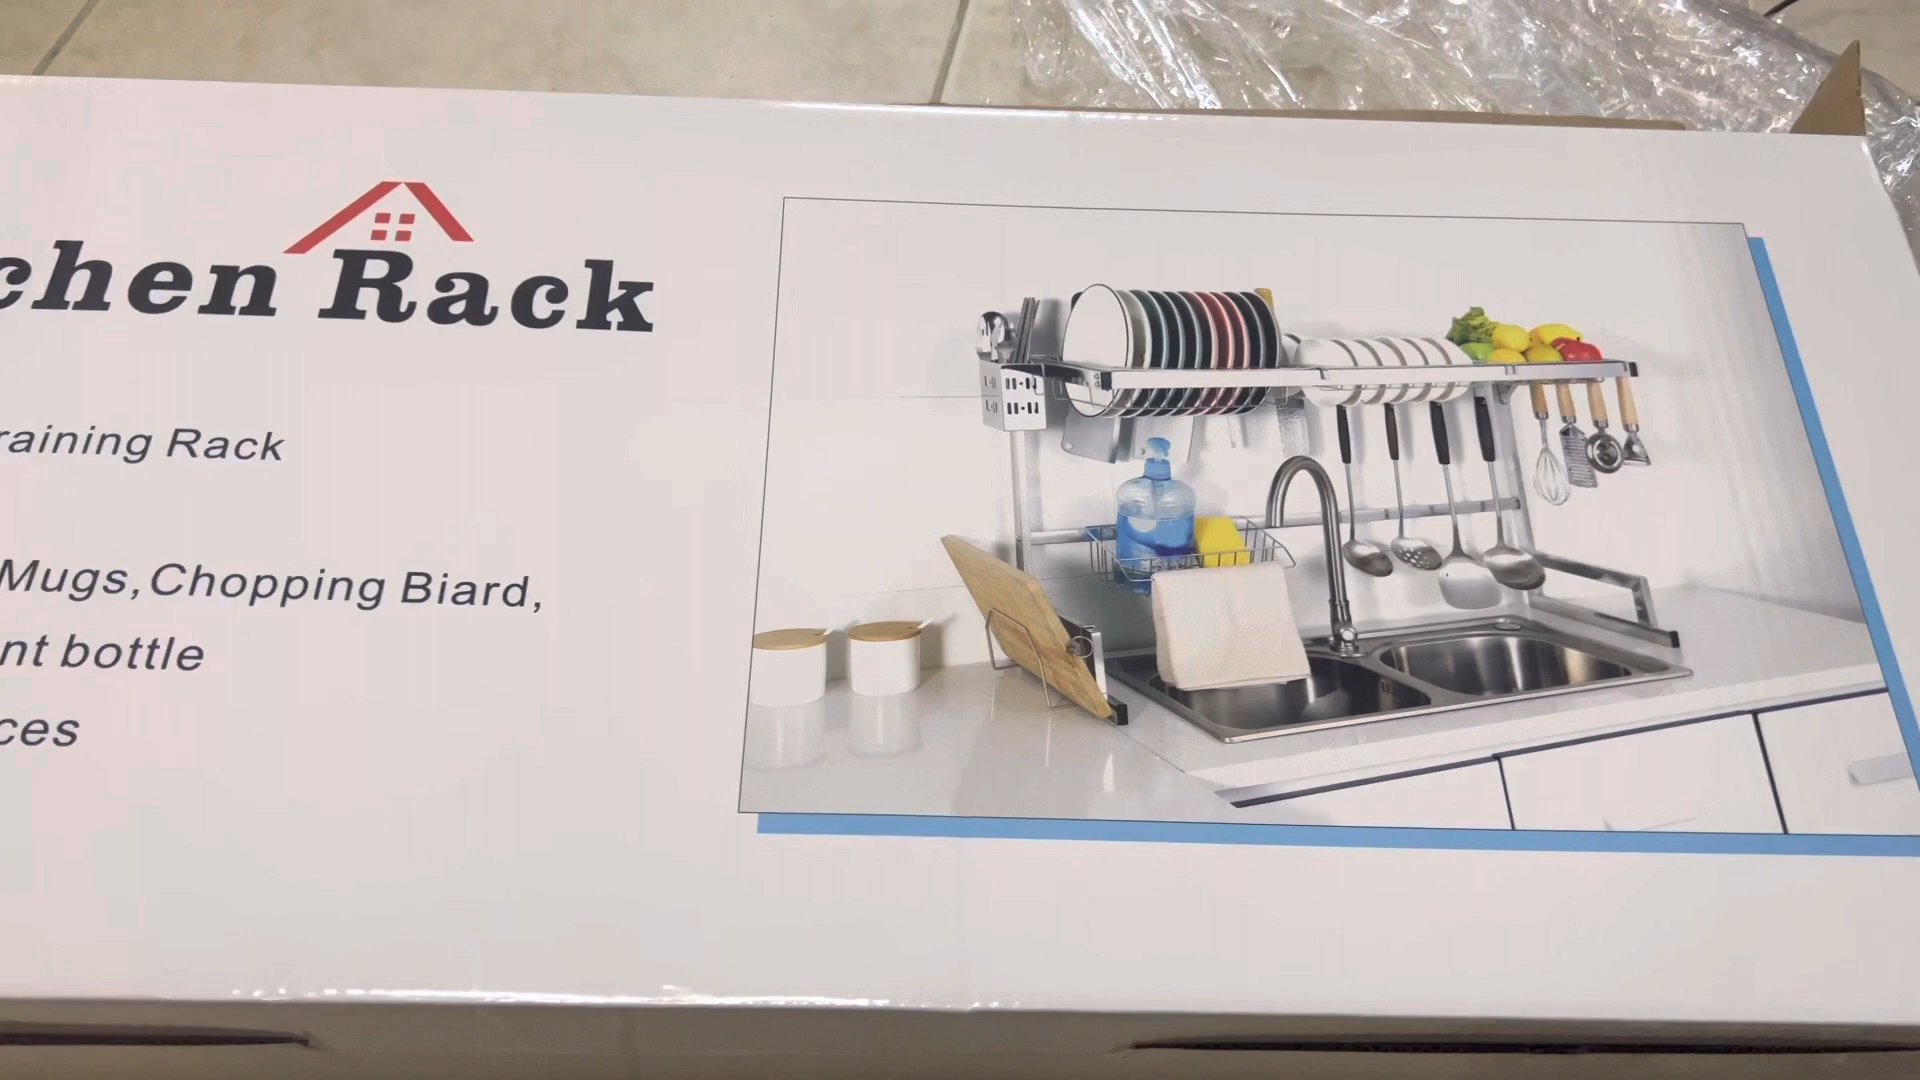 chen Rack
raining Rack
Mugs,Chopping Biard,
nt bottle
ces